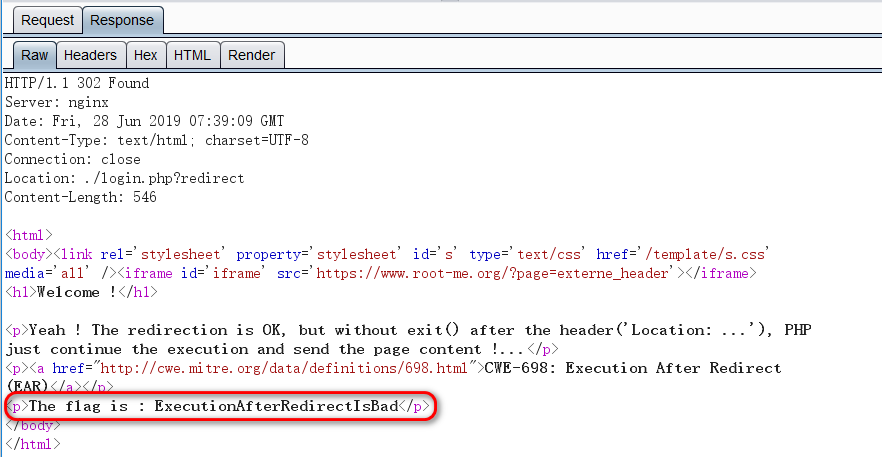 Request Response
Raw Headers Hex HTML Render
HTTP/1.1 302 Found
Server: nginx
Date: Fri, 28 Jun 2019 07:39:09 GMT
Content-Type: text/html; charset=UTF-8
Connection: close
Location: ./login.php?redirect
Content-Length: 546
<html>
<body><link rel='stylesheet' property='stylesheet' id='s' type='text/css' href='/template/s.css'
media='all' /><iframe id='iframe' src='https://www.root-me.org/?page=externe_header'></iframe>
<h1>Welcome !</h1>
<p>Yeah ! The redirection is OK, but without exit() after the header('Location: ...'), PHP
just continue the execution and send the page content !...</p>
<p><a href="http://cwe.mitre.org/data/definitions/698.html">CWE-698: Execution After Redirect
(EAR)</a></p>
<p>The flag is : ExecutionAfterRedirectIsBad</p>
</body>
</html>